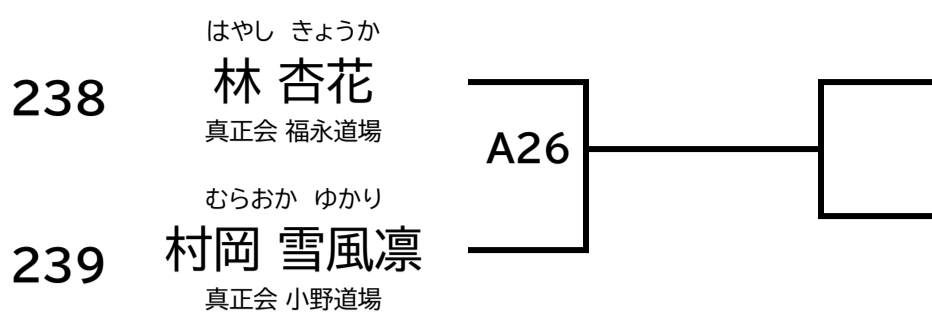 はやし きょうか
238
林 杏花
真正会 福永道場
A26
むらおか ゆかり
239
村岡 雪風凛
真正会 小野道場